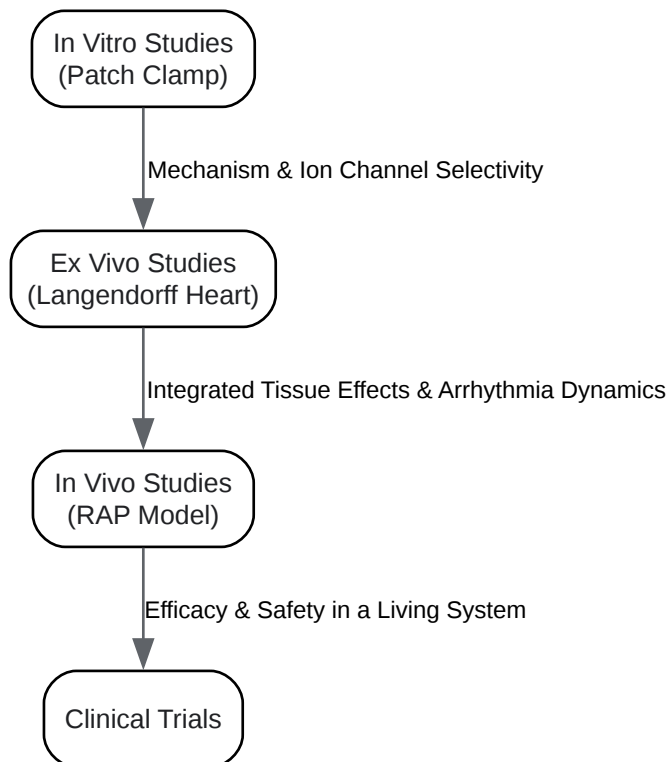 In Vitro Studies
(Patch Clamp)
Mechanism & Ion Channel Selectivity
Ex Vivo Studies
(Langendorff Heart)
Integrated Tissue Effects & Arrhythmia Dynamics
In Vivo Studies
(RAP Model)
Efficacy & Safety in a Living System
Clinical Trials